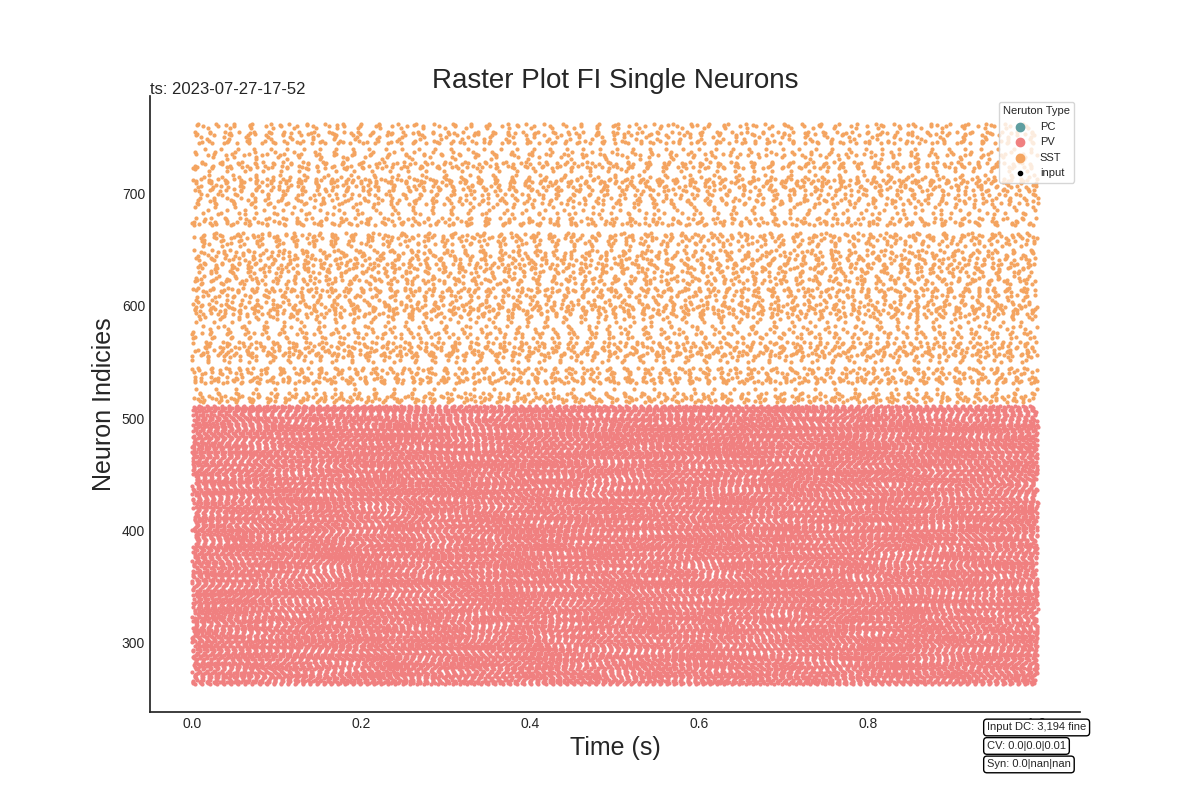 Raster Plot FI Single Neurons
ts: 2023-07-27-17-52
Neruton Type
PC
PV
SST
input
Neuron Indicies
700
600
500
400
300
0.0
0.2
0.4
0.6
0.8
Time (s)
Input DC: 3,194 fine
CV: 0.0|0.0|0.01
Syn: 0.0|nan|nan